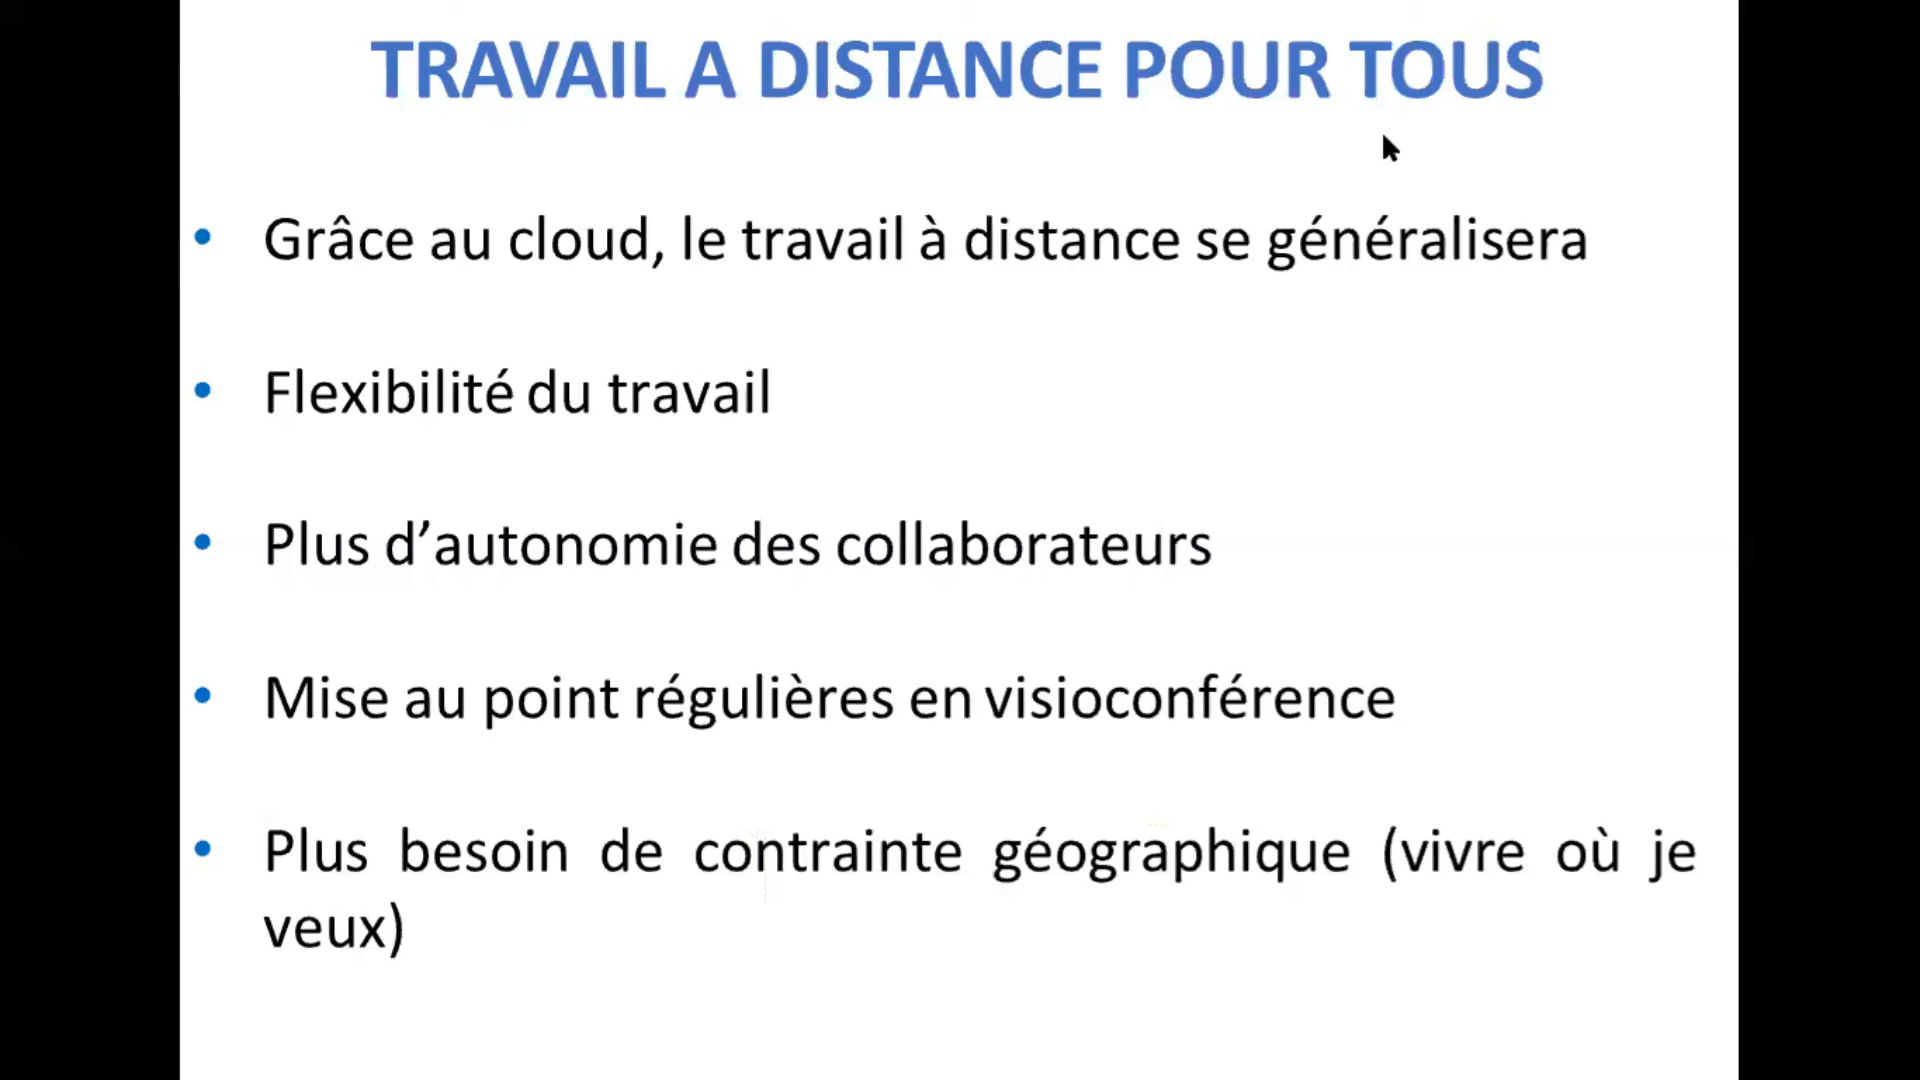 TRAVAIL A DISTANCE POUR TOUS
• Grâce au cloud, le travail à distance se généralisera
• Flexibilité du travail
• Plus d’autonomie des collaborateurs
• Mise au point régulières en visioconférence
• Plus besoin de contrainte géographique (vivre où je
veux)